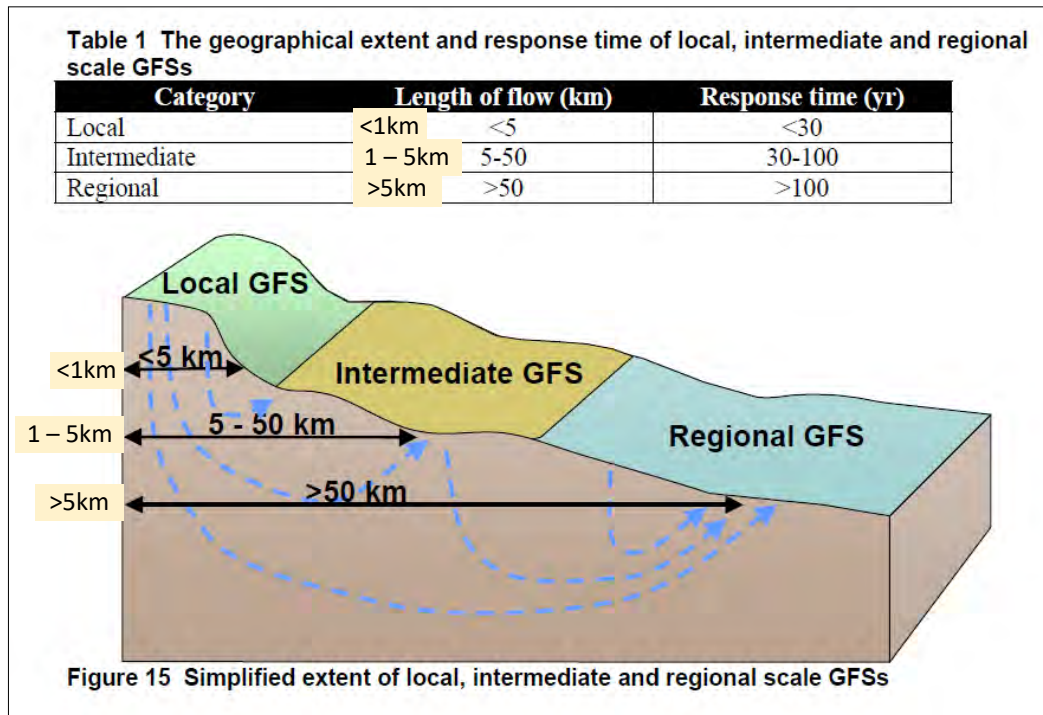 Table 1 The geographical extent and response time of local, intermediate and regional
scale GFSs
Category Length of flow (km) Response time (yr)
Local <1km <5 <30
Intermediate 1 – 5km 5-50 30-100
Regional >5km >50 >100
Local GFS
<1km <5 km
Intermediate GFS
1 – 5km 5 - 50 km
Regional GFS
>5km >50 km
Figure 15 Simplified extent of local, intermediate and regional scale GFSs